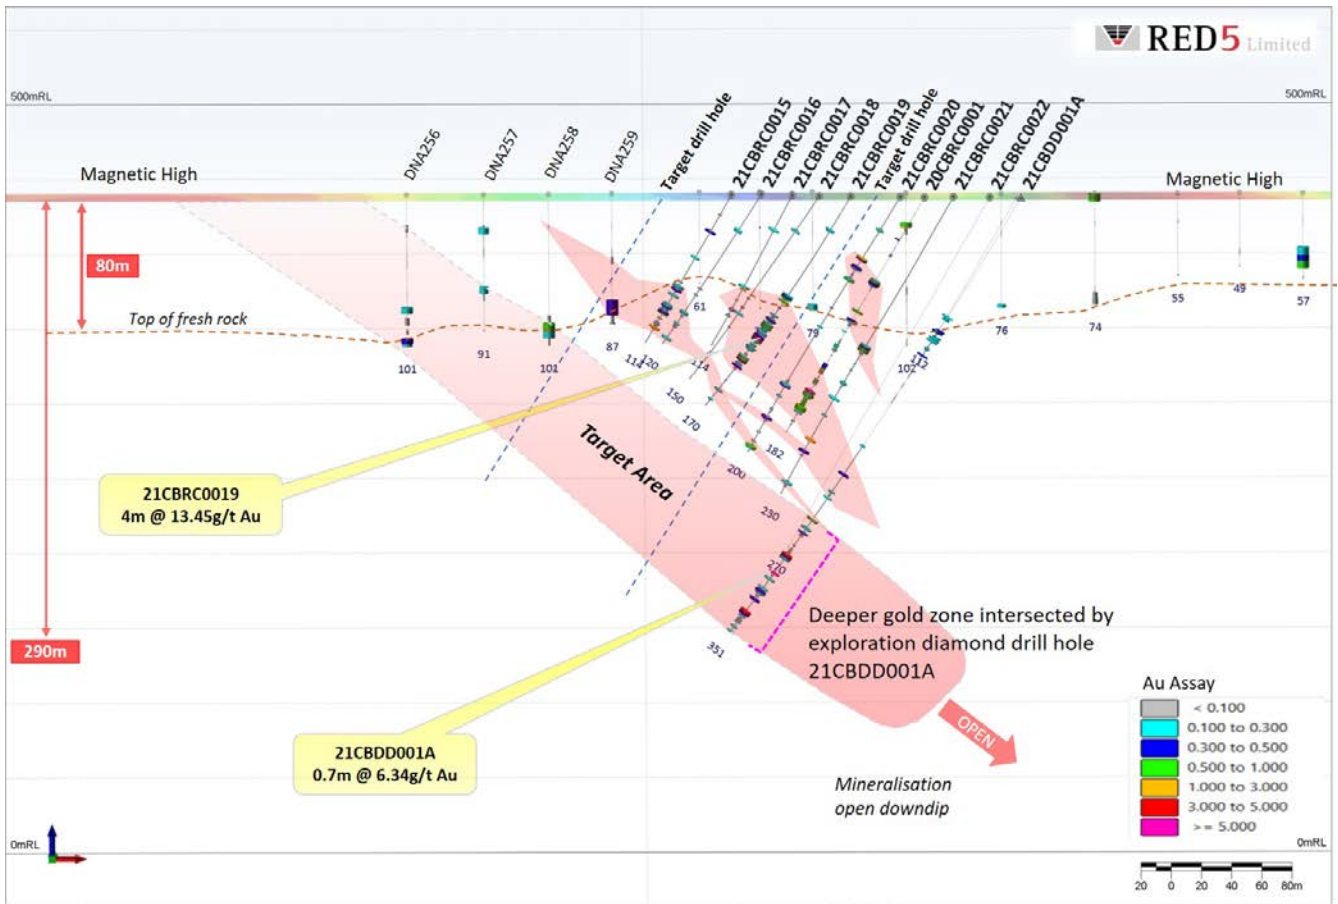 RED5 Limited
500mRL
500mRL
DNA256
DNA257
DNA258
DNA259
Target drill hole
21CBRC0015
21CBRC0016
21CBRC0017
21CBRC0018
21CBRC0019
Target drill hole
21CBRC0020
20CBRC0001
21CBRC0021
21CBRC0022
21CBDD001A
Magnetic High
Magnetic High
80m
Top of fresh rock
61
79
55
49
57
76
74
101
91
101
87
114
120
114
102
112
150
170
182
200
230
270
351
Target Area
21CBRC0019
4m @ 13.45g/t Au
290m
Deeper gold zone intersected by
exploration diamond drill hole
21CBDD001A
21CBDD001A
0.7m @ 6.34g/t Au
OPEN
Mineralisation
open downdip
Au Assay
< 0.100
0.100 to 0.300
0.300 to 0.500
0.500 to 1.000
1.000 to 3.000
3.000 to 5.000
>= 5.000
0mRL
0mRL
20 0 20 40 60 80m